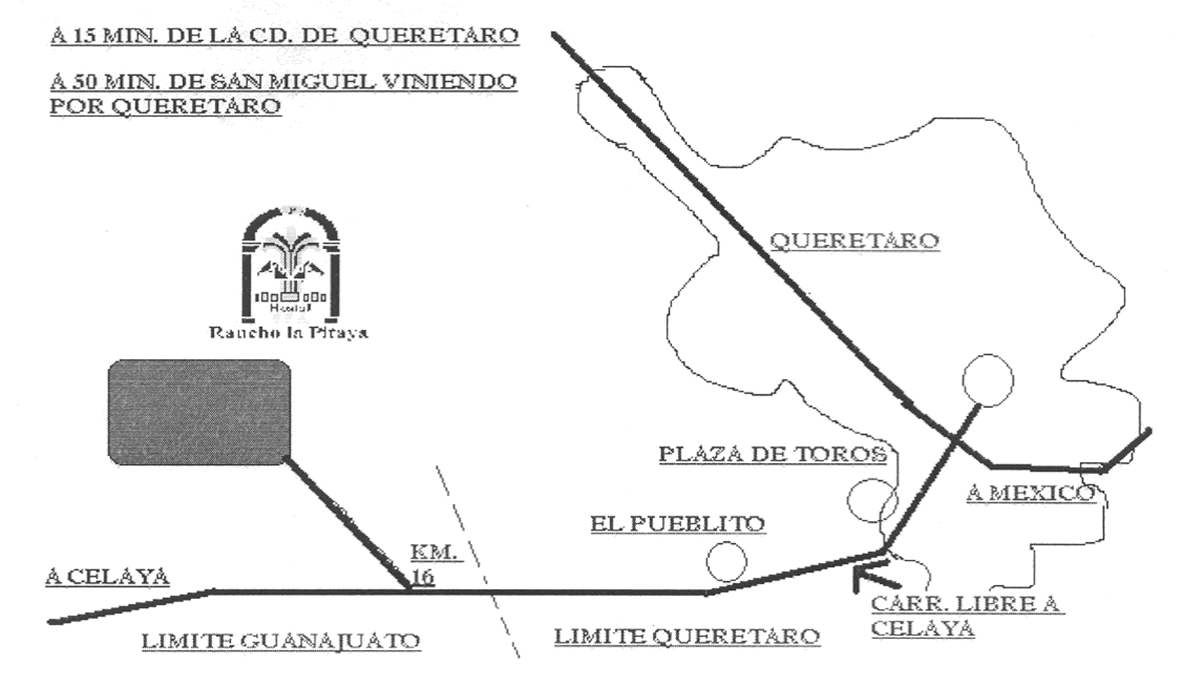 A 15 MIN. DE LA CD. DE QUERETARO
A 50 MIN. DE SAN MIGUEL VINIENDO
POR QUERETARO
Hostal
Rancho la Pitaya
QUERETARO
PLAZA DE TOROS
A MEXICO
EL PUEBLITO
KM.
16
A CELAYA
CARR. LIBRE A
CELAYA
LIMITE GUANAJUATO
LIMITE QUERETARO